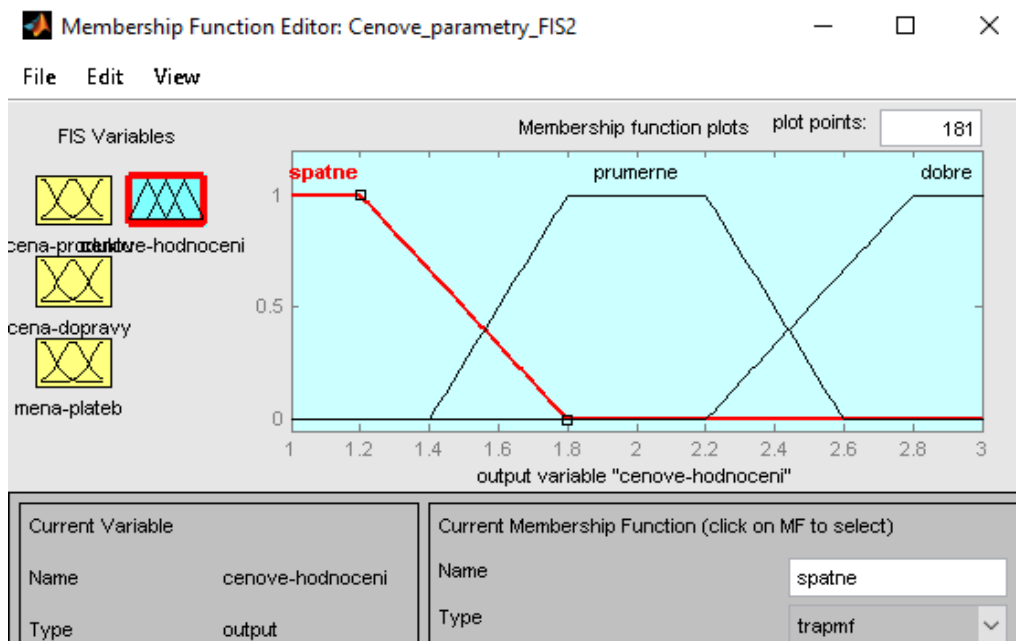 Membership Function Editor: Cenove_parametry_FIS2
File Edit View
FIS Variables
Membership function plots plot points: 181
spatne prumerne dobre
1
0.5
0
cenove-hodnoceni
cena-dopravy
mena-plateb
1 1.2 1.4 1.6 1.8 2 2.2 2.4 2.6 2.8 3
output variable "cenove-hodnoceni"
Current Variable
Name cenove-hodnoceni
Type output
Current Membership Function (click on MF to select)
Name spatne
Type trapmf